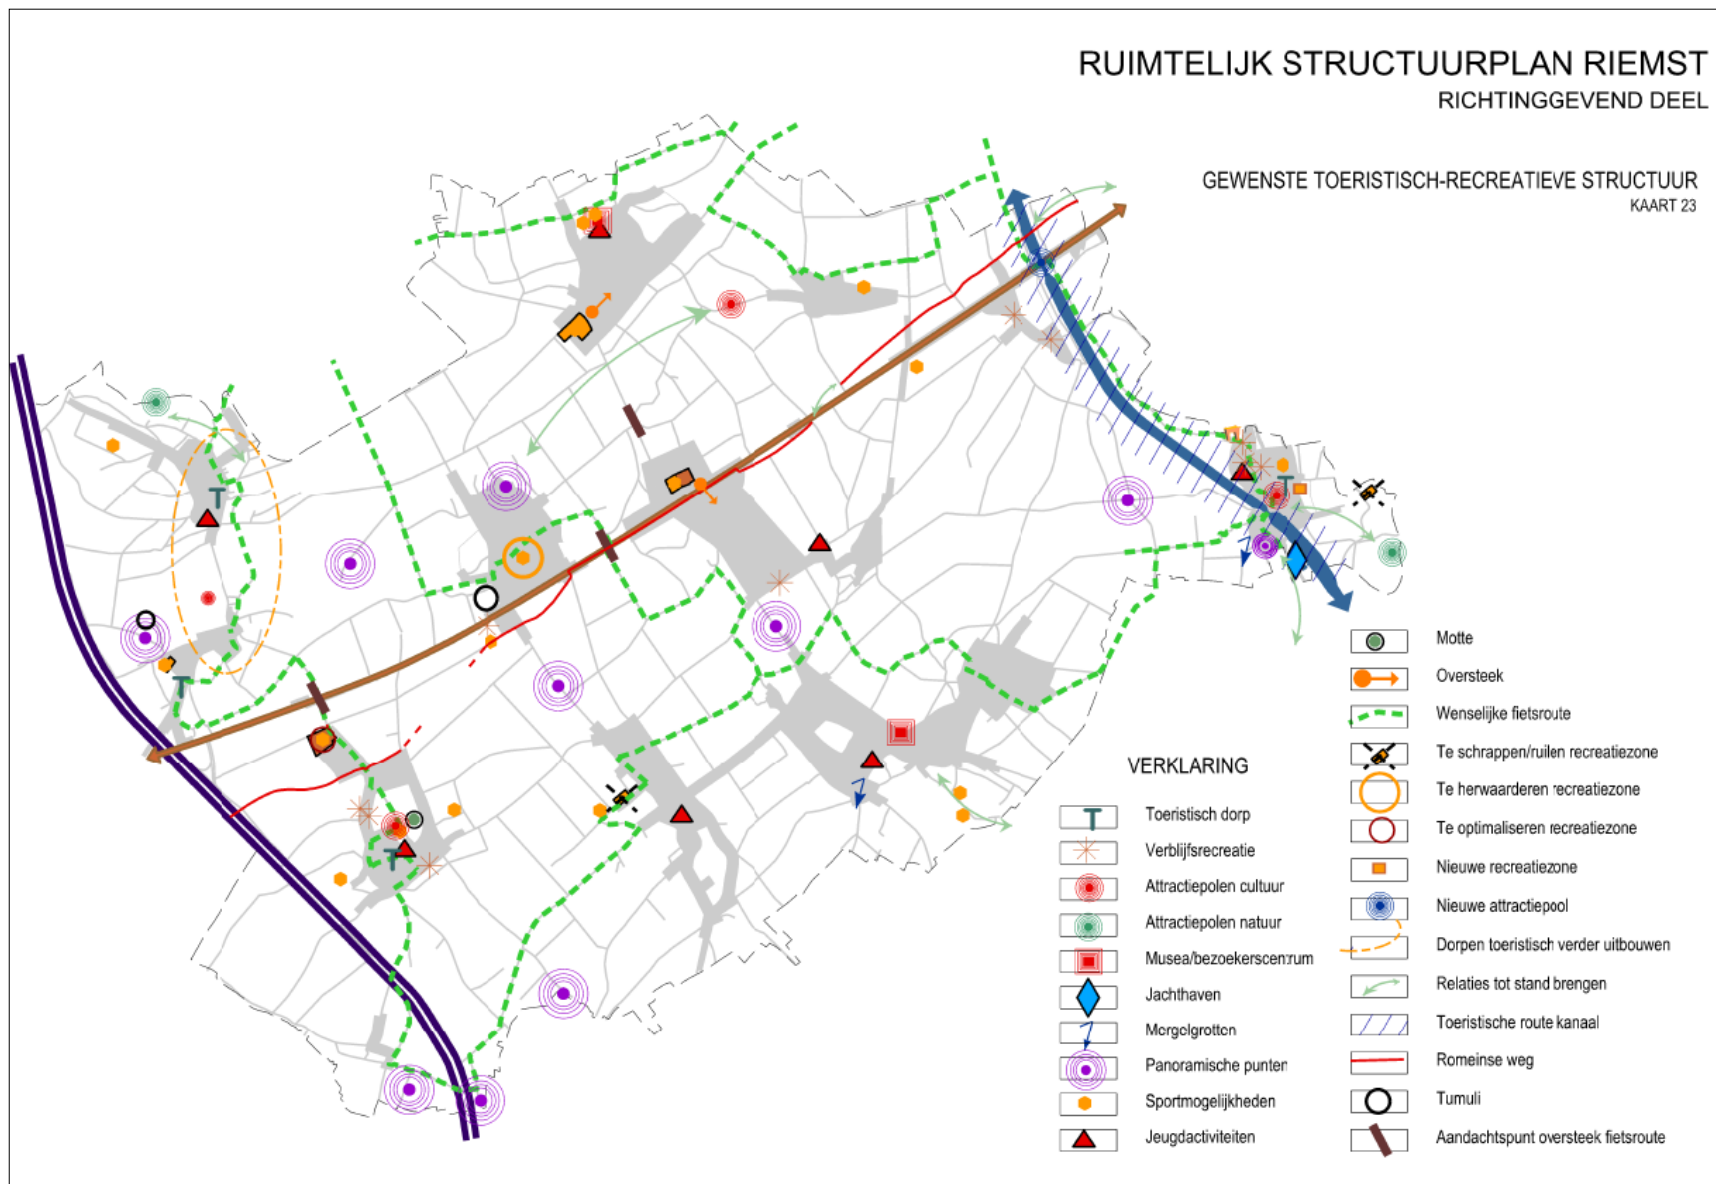 RUIMTELIJK STRUCTUURPLAN RIEMST
RICHTINGGEVEND DEEL
GEWENSTE TOERISTISCH-RECREATIEVE STRUCTUUR
KAART 23
VERKLARING
T Toeristisch dorp
Verblijfsrecreatie
Attractiepolen cultuur
Attractiepolen natuur
Musea/bezoekerscentrum
Jachthaven
Mergelgrotten
Panoramische punten
Sportmogelijkheden
Jeugdactiviteiten
Motte
Oversteek
Wenselijke fietsroute
Te schrappen/ruilen recreatiezone
Te herwaarderen recreatiezone
Te optimaliseren recreatiezone
Nieuwe recreatiezone
Nieuwe attractiepool
Dorpen toeristisch verder uitbouwen
Relaties tot stand brengen
Toeristische route kanaal
Romeinse weg
Tumuli
Aandachtspunt oversteek fietsroute
T
T
T
T